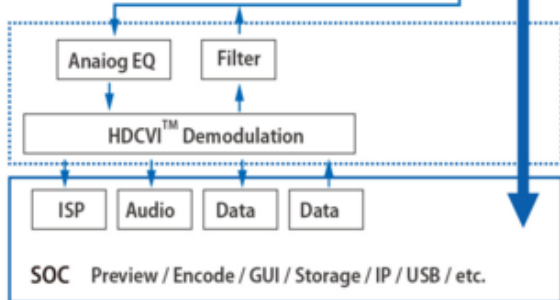 Anaiog EQ
Filter
HDCVI™ Demodulation
ISP
Audio
Data
Data
SOC Preview / Encode / GUI / Storage / IP / USB / etc.